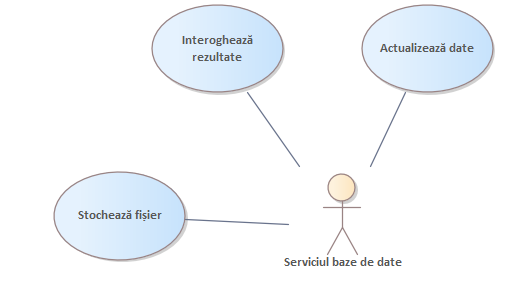 Interoghează
rezultate
Actualizează date
Stochează fișier
Serviciul baze de date